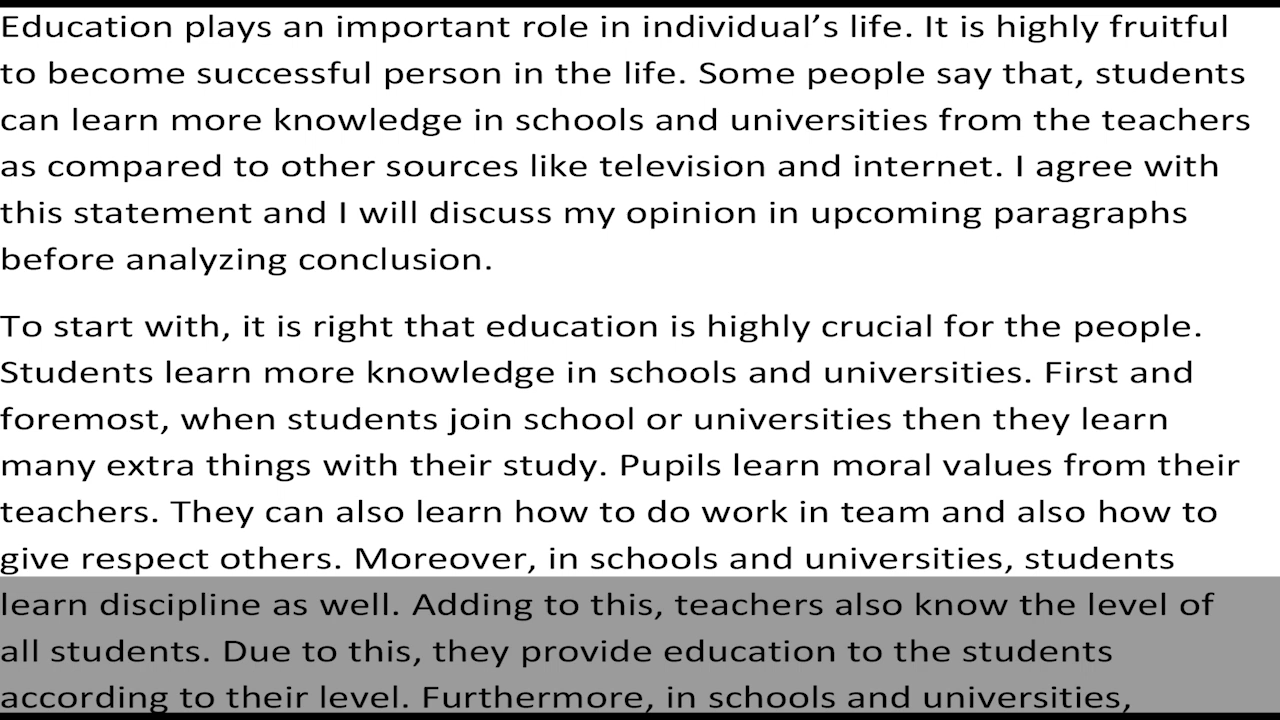 Education plays an important role in individual’s life. It is highly fruitful
to become successful person in the life. Some people say that, students
can learn more knowledge in schools and universities from the teachers
as compared to other sources like television and internet. I agree with
this statement and I will discuss my opinion in upcoming paragraphs
before analyzing conclusion.
To start with, it is right that education is highly crucial for the people.
Students learn more knowledge in schools and universities. First and
foremost, when students join school or universities then they learn
many extra things with their study. Pupils learn moral values from their
teachers. They can also learn how to do work in team and also how to
give respect others. Moreover, in schools and universities, students
learn discipline as well. Adding to this, teachers also know the level of
all students. Due to this, they provide education to the students
according to their level. Furthermore, in schools and universities,